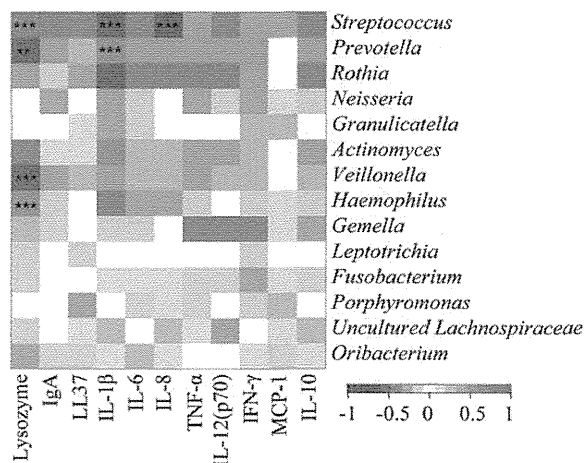 *** *** *** Streptococcus
** *** Prevotella
Rothia
Neisseria
Granulicatella
Actinomyces
*** Veillonella
*** Haemophilus
Gemella
Leptotrichia
Fusobacterium
Porphyromonas
Uncultured Lachnospiraceae
Oribacterium
Lysozyme
IgA
LL37
IL-1β
IL-6
IL-8
TNF-α
IL-12(p70)
IFN-γ
MCP-1
IL-10
-1 -0.5 0 0.5 1